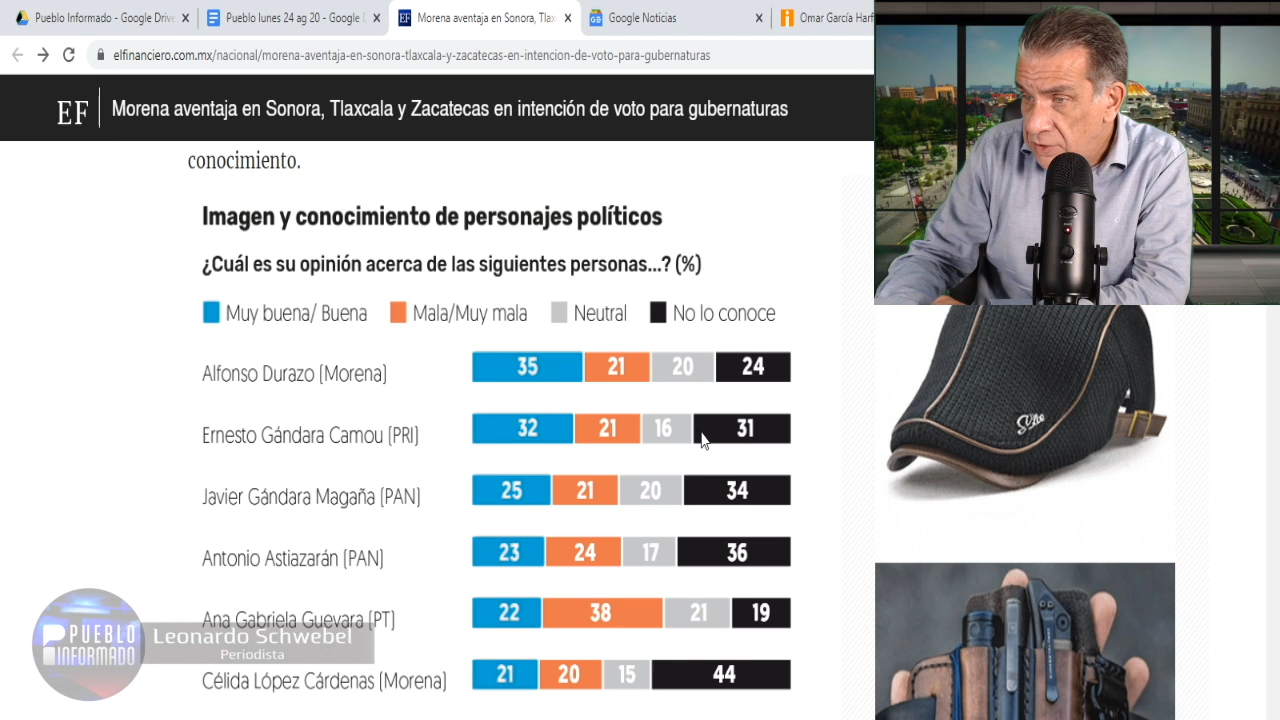 Pueblo Informado - Google Drive
Pueblo lunes 24 ag 20 - Google D
EF Morena aventaja en Sonora, Tlax
Google Noticias
Omar García Harf
elfinanciero.com.mx/nacional/morena-aventaja-en-sonora-tlaxcala-y-zacatecas-en-intencion-de-voto-para-gubernaturas
EF Morena aventaja en Sonora, Tlaxcala y Zacatecas en intención de voto para gubernaturas
conocimiento.
Imagen y conocimiento de personajes políticos
¿Cuál es su opinión acerca de las siguientes personas...? (%)
Muy buena/ Buena Mala/Muy mala Neutral No lo conoce
Alfonso Durazo (Morena) 35 21 20 24
Ernesto Gándara Camou (PRI) 32 21 16 31
Javier Gándara Magaña (PAN) 25 21 20 34
Antonio Astiazarán (PAN) 23 24 17 36
Ana Gabriela Guevara (PT) 22 38 21 19
Célida López Cárdenas (Morena) 21 20 15 44
PUEBLO
INFORMADO
Leonardo Schwebel
Periodista